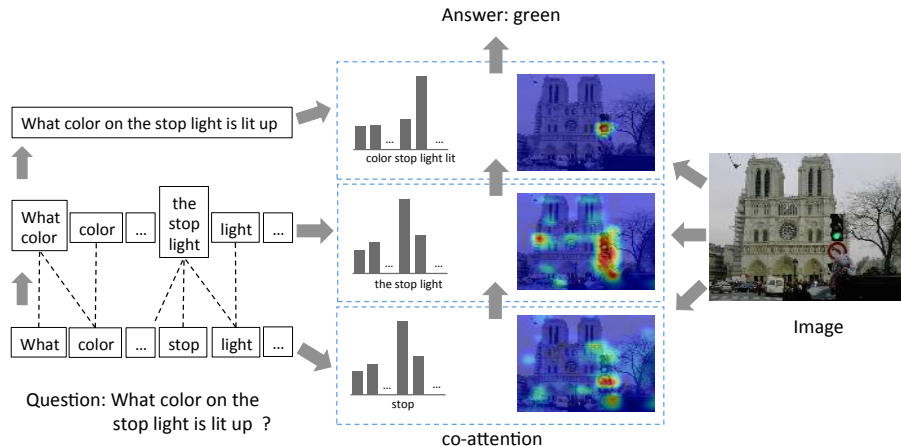 Answer: green
What color on the stop light is lit up
...
color stop light lit
What
color
color
...
the
stop
light
light
...
...
...
the stop light
What
color
...
stop
light
...
...
...
stop
Image
Question: What color on the
stop light is lit up ?
co-attention